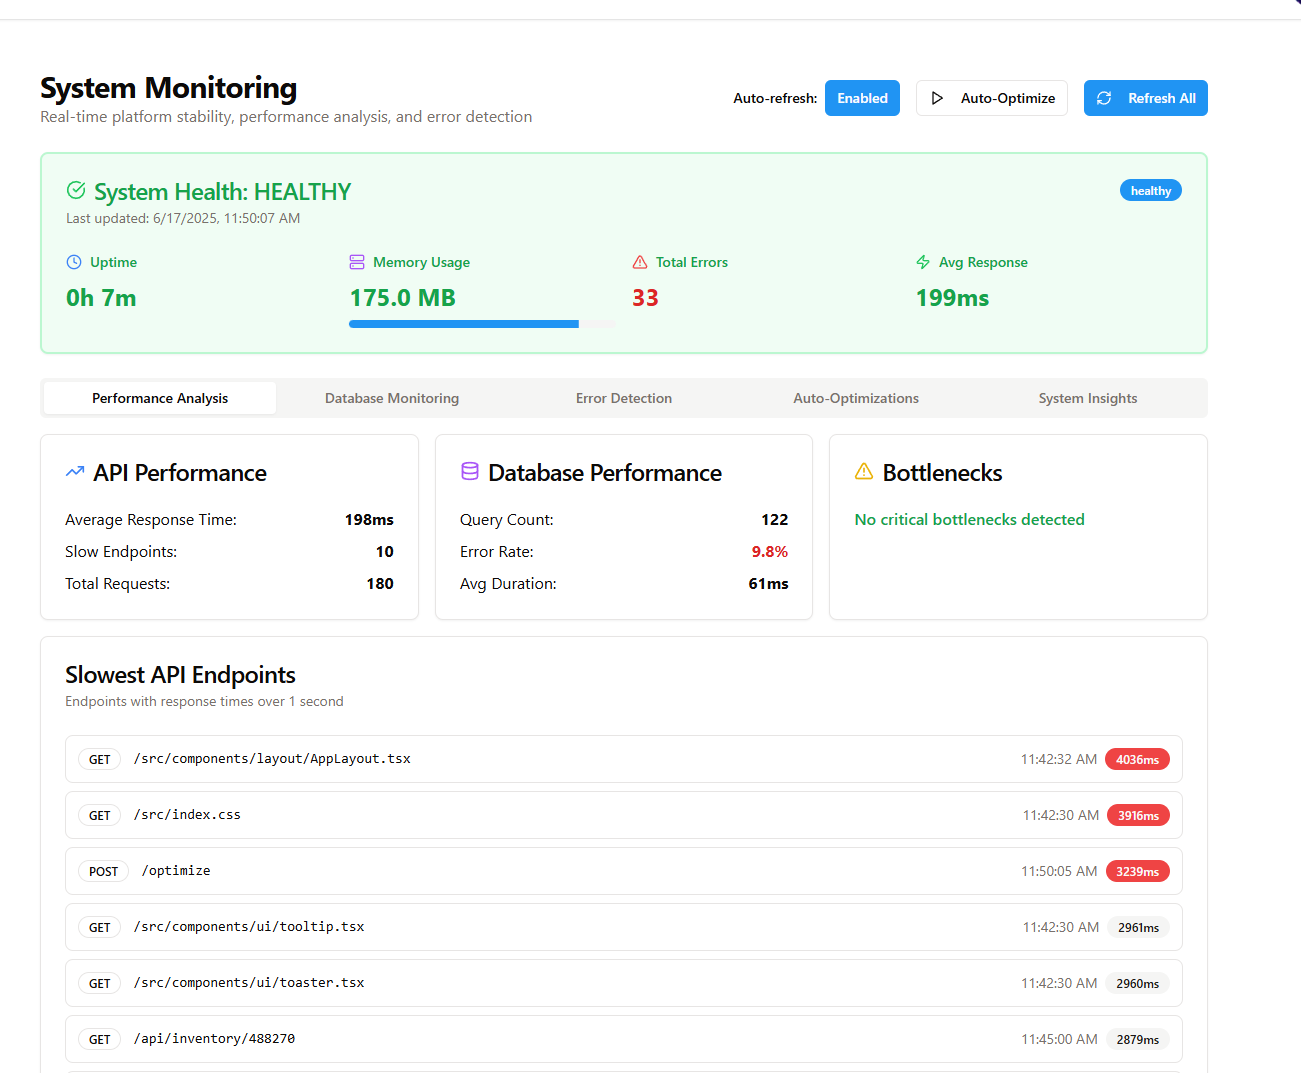 System Monitoring
Real-time platform stability, performance analysis, and error detection
Auto-refresh: Enabled Auto-Optimize Refresh All
System Health: HEALTHY
healthy
Last updated: 6/17/2025, 11:50:07 AM
Uptime Memory Usage Total Errors Avg Response
0h 7m 175.0 MB 33 199ms
Performance Analysis Database Monitoring Error Detection Auto-Optimizations System Insights
API Performance
Average Response Time: 198ms
Slow Endpoints: 10
Total Requests: 180
Database Performance
Query Count: 122
Error Rate: 9.8%
Avg Duration: 61ms
Bottlenecks
No critical bottlenecks detected
Slowest API Endpoints
Endpoints with response times over 1 second
GET /src/components/layout/AppLayout.tsx 11:42:32 AM 4036ms
GET /src/index.css 11:42:30 AM 3916ms
POST /optimize 11:50:05 AM 3239ms
GET /src/components/ui/tooltip.tsx 11:42:30 AM 2961ms
GET /src/components/ui/toaster.tsx 11:42:30 AM 2960ms
GET /api/inventory/488270 11:45:00 AM 2879ms